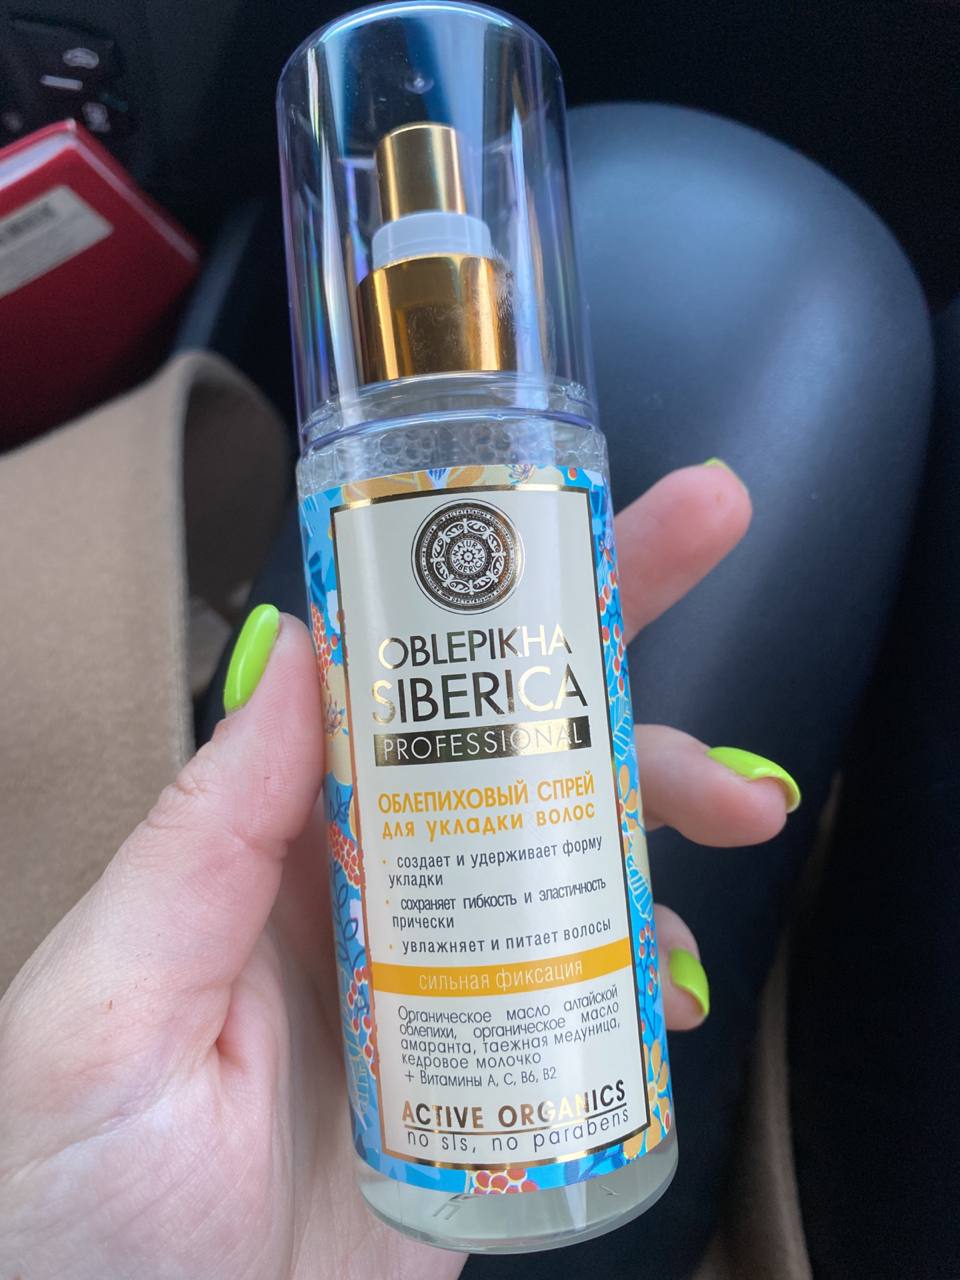 NATURA
SIBERICA
OBLEPIKHA
SIBERICA
PROFESSIONAL
ОБЛЕПИХОВЫЙ СПРЕЙ
для укладки волос
• создает и удерживает форму
укладки
• сохраняет гибкость и эластичность
прически
• увлажняет и питает волосы
сильная фиксация
Органическое масло алтайской
облепихи, органическое масло
амаранта, таежная медуница,
кедровое молочко
+ Витамины А, С, В6, В2
ACTIVE ORGANICS
no sls, no parabens